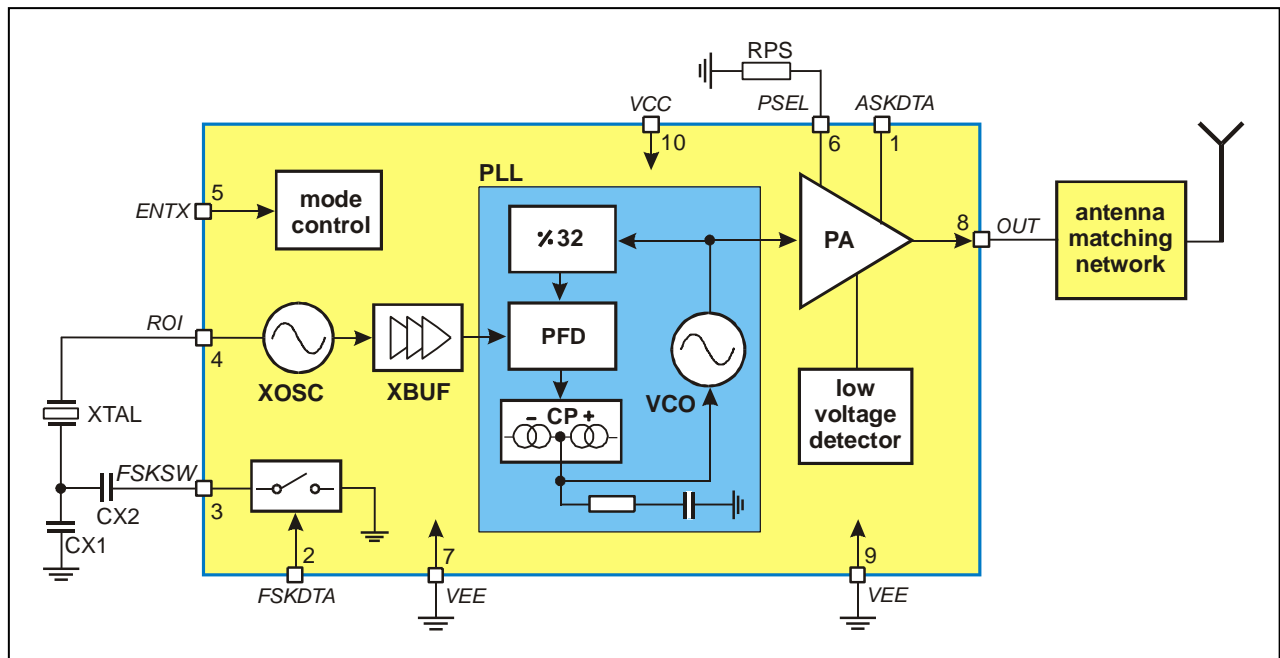 RPS
VCC
PSEL
ASKDTA
10
6
1
PLL
5
ENTX
mode
control
٪32
PA
8
OUT
antenna
matching
network
ROI
4
XOSC
XBUF
PFD
VCO
low
voltage
detector
XTAL
- CP +
FSKSW
3
CX2
CX1
2
FSKDTA
7
VEE
9
VEE